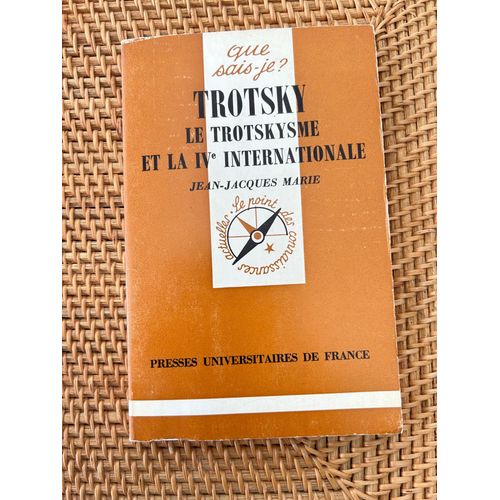 que
sais-je?
TROTSKY
LE TROTSKYSME
ET LA IVe INTERNATIONALE
JEAN-JACQUES MARIE
Le point des connaissances actuelles
PRESSES UNIVERSITAIRES DE FRANCE